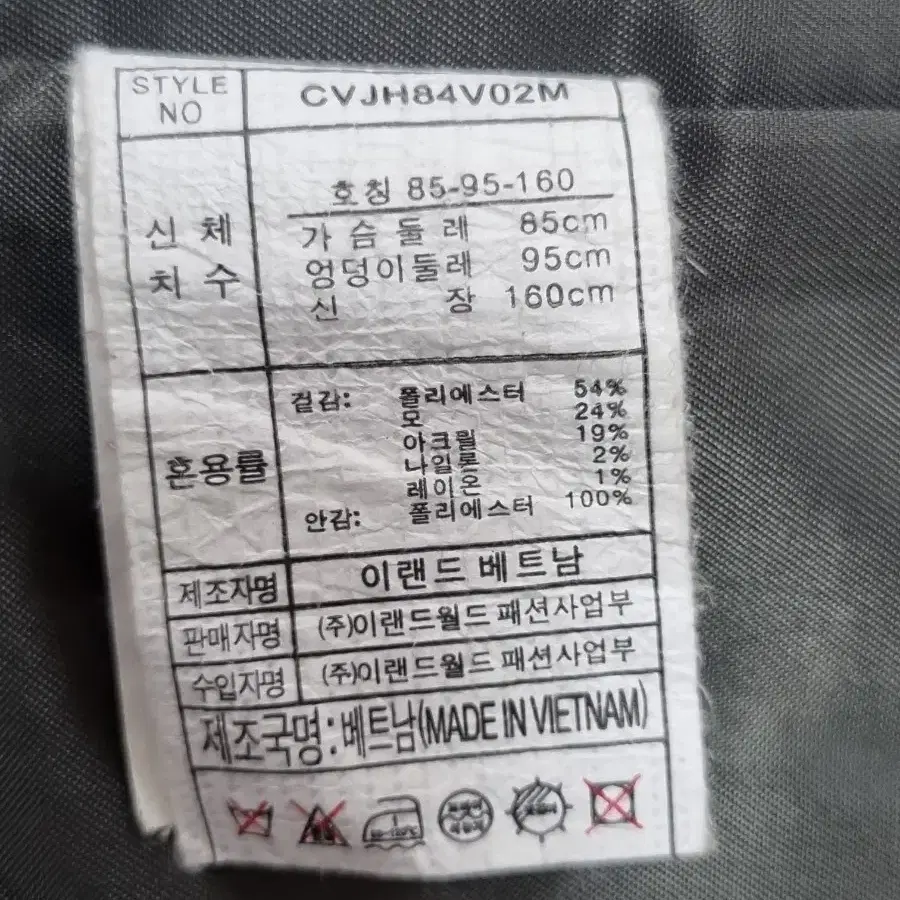 STYLE NO CVJH84V02M
신체 치수
호칭 85-95-160
가슴둘레 85cm
엉덩이둘레 95cm
신장 160cm
혼용률
겉감: 폴리에스터 54%
모 24%
아크릴 19%
나일론 2%
레이온 1%
안감: 폴리에스터 100%
제조자명 이랜드 베트남
판매자명 (주)이랜드월드 패션사업부
수입자명 (주)이랜드월드 패션사업부
제조국명:베트남(MADE IN VIETNAM)